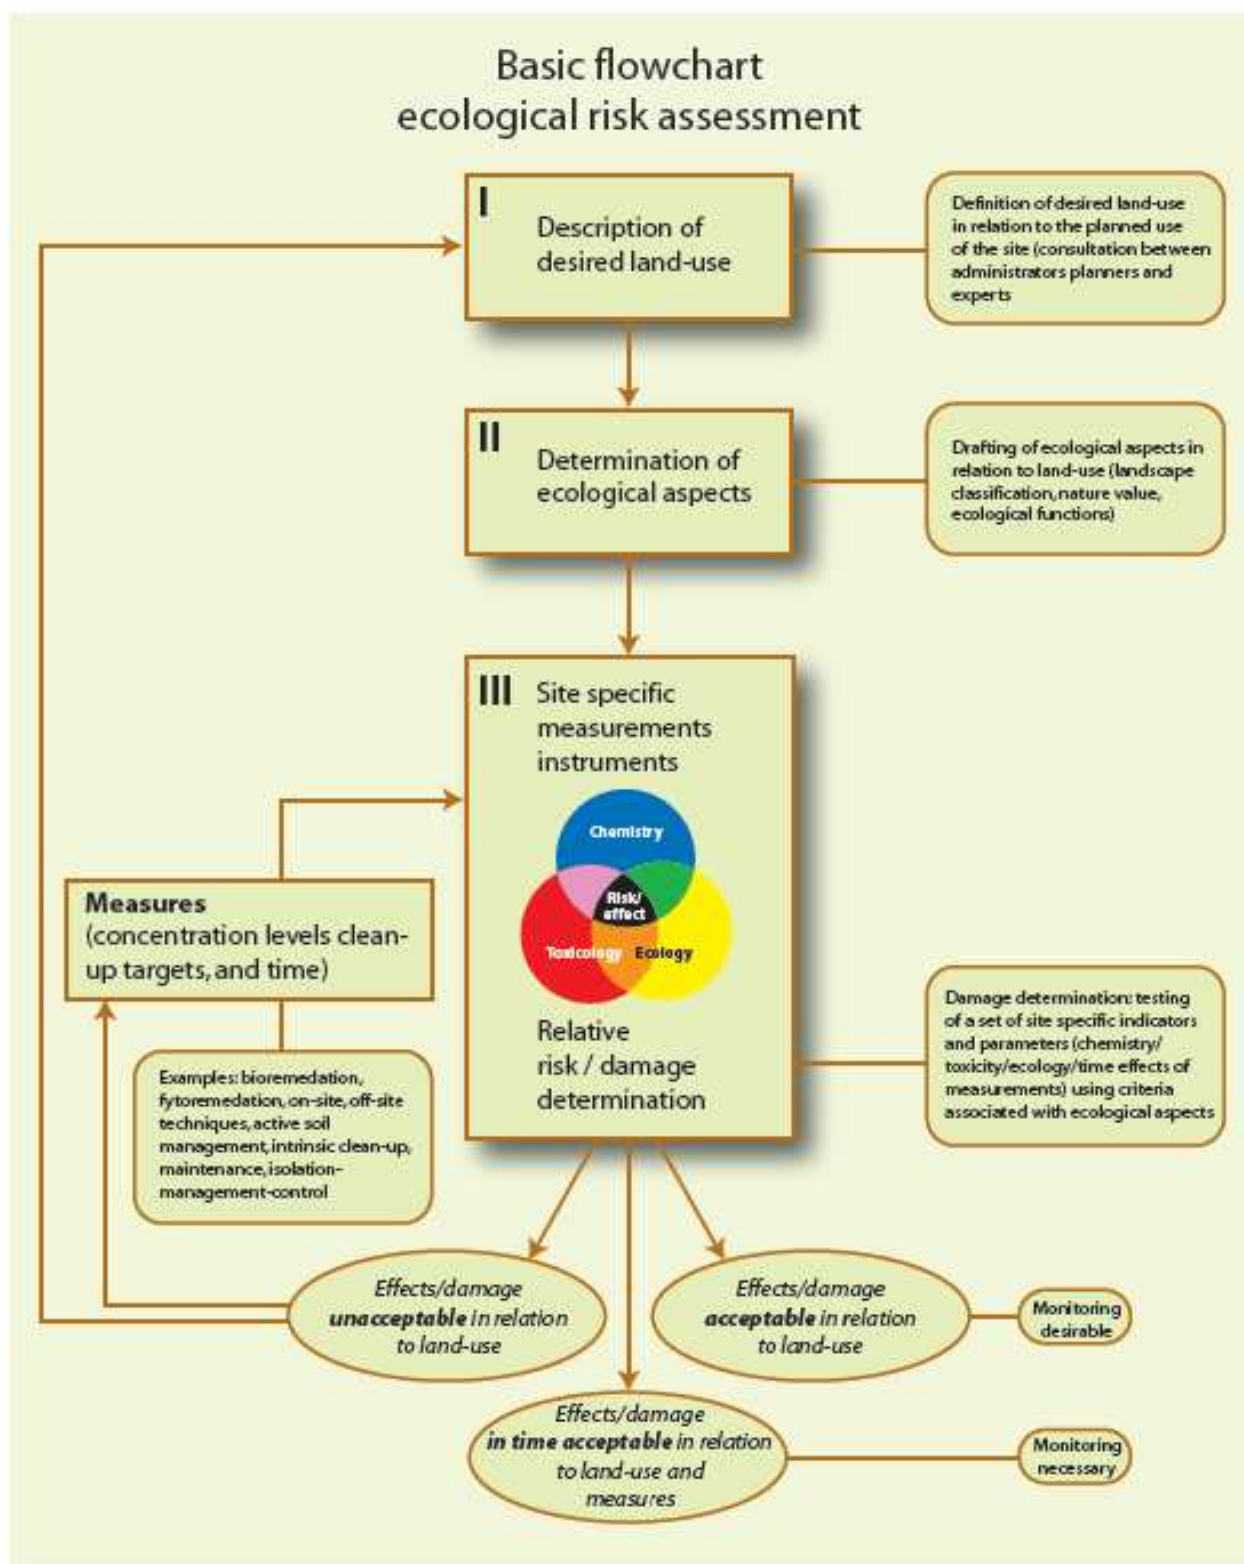 Basic flowchart
ecological risk assessment
I
Description of
desired land-use
Definition of desired land-use
in relation to the planned use
of the site (consultation between
administrators planners and
experts
II
Determination of
ecological aspects
Drafting of ecological aspects in
relation to land-use (landscape
classification, nature value,
ecological functions)
III
Site specific
measurements
instruments
Chemistry
Risk/
effect
Toxicology
Ecology
Relative
risk / damage
determination
Measures
(concentration levels clean-
up targets, and time)
Examples: bioremedation,
fytoremedation, on-site, off-site
techniques, active soil
management, intrinsic clean-up,
maintenance, isolation-
management-control
Damage determination: testing
of a set of site specific indicators
and parameters (chemistry/
toxicity/ecology/time effects of
measurements) using criteria
associated with ecological aspects
Effects/damage
unacceptable in relation
to land-use
Effects/damage
acceptable in relation
to land-use
Monitoring
desirable
Effects/damage
in time acceptable in relation
to land-use and
measures
Monitoring
necessary